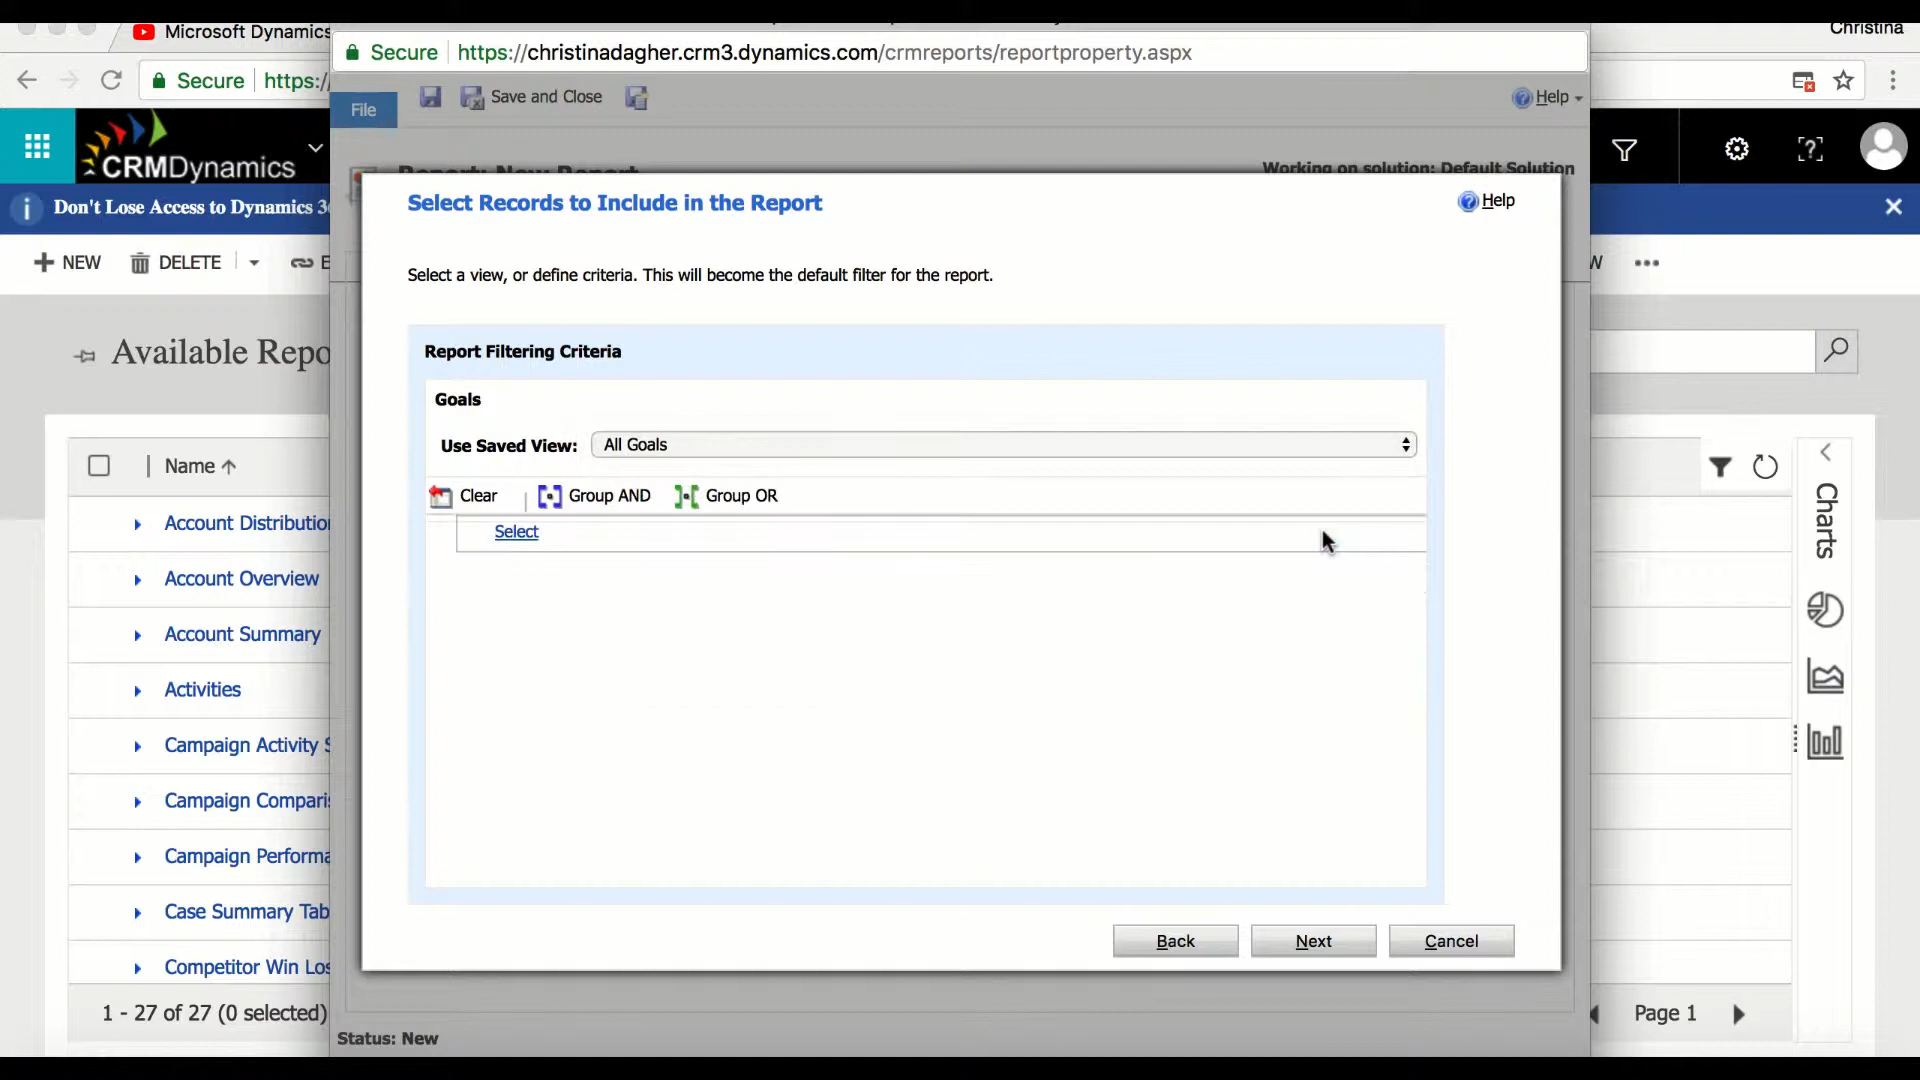 Microsoft Dynamics
Christina
Secure https://christinadagher.crm3.dynamics.com/crmreports/reportproperty.aspx
Secure https:/
File
Save and Close
Help
CRMDynamics
Report: New Report
Working on solution: Default Solution
Don't Lose Access to Dynamics 36
Select Records to Include in the Report
Help
NEW
DELETE
E
W
Select a view, or define criteria. This will become the default filter for the report.
Available Repo
Report Filtering Criteria
Goals
Use Saved View: All Goals
Name
Clear
Group AND
Group OR
Select
Account Distributio
Account Overview
Account Summary
Activities
Campaign Activity S
Campaign Comparis
Campaign Performa
Case Summary Tab
Competitor Win Los
Charts
Back
Next
Cancel
1 - 27 of 27 (0 selected)
Page 1
Status: New